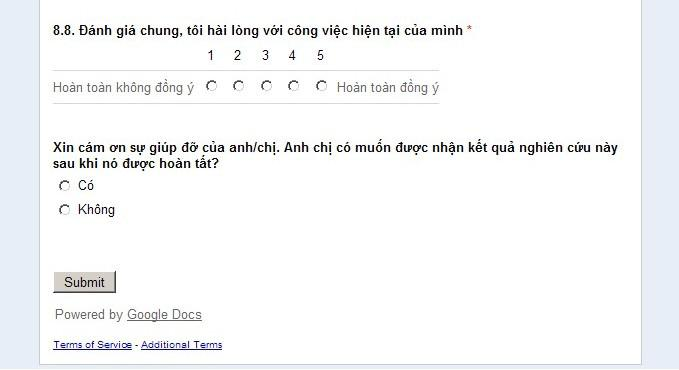 8.8. Đánh giá chung, tôi hài lòng với công việc hiện tại của mình *
1 2 3 4 5
Hoàn toàn không đồng ý Hoàn toàn đồng ý
Xin cám ơn sự giúp đỡ của anh/chị. Anh chị có muốn được nhận kết quả nghiên cứu này
sau khi nó được hoàn tất?
Có
Không
Submit
Powered by Google Docs
Terms of Service - Additional Terms